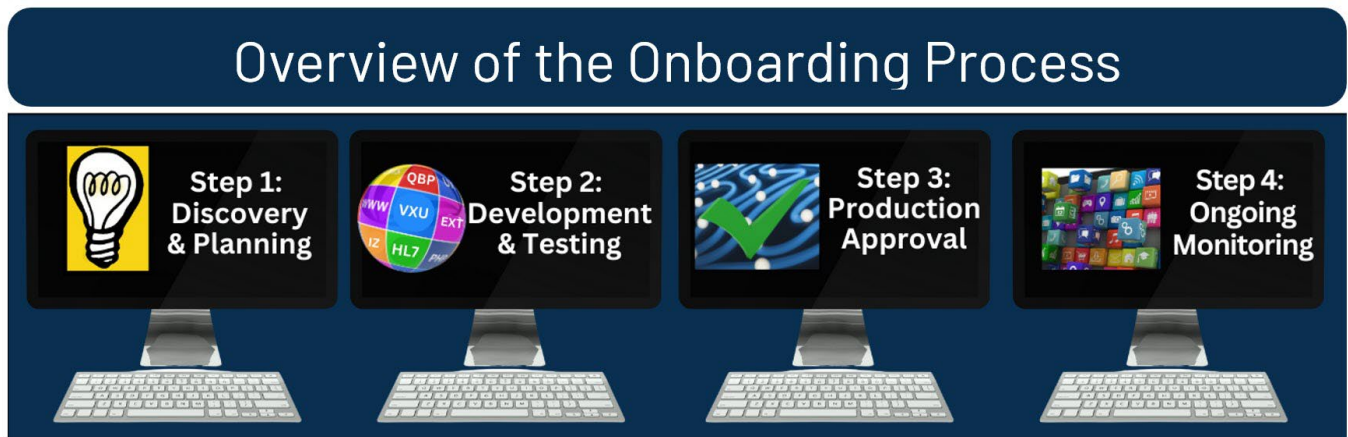 Overview of the Onboarding Process
Step 1:
Discovery
& Planning
QBP
WWW
VXU
EXT
IZ
HL7
Step 2:
Development
& Testing
Step 3:
Production
Approval
Step 4:
Ongoing
Monitoring